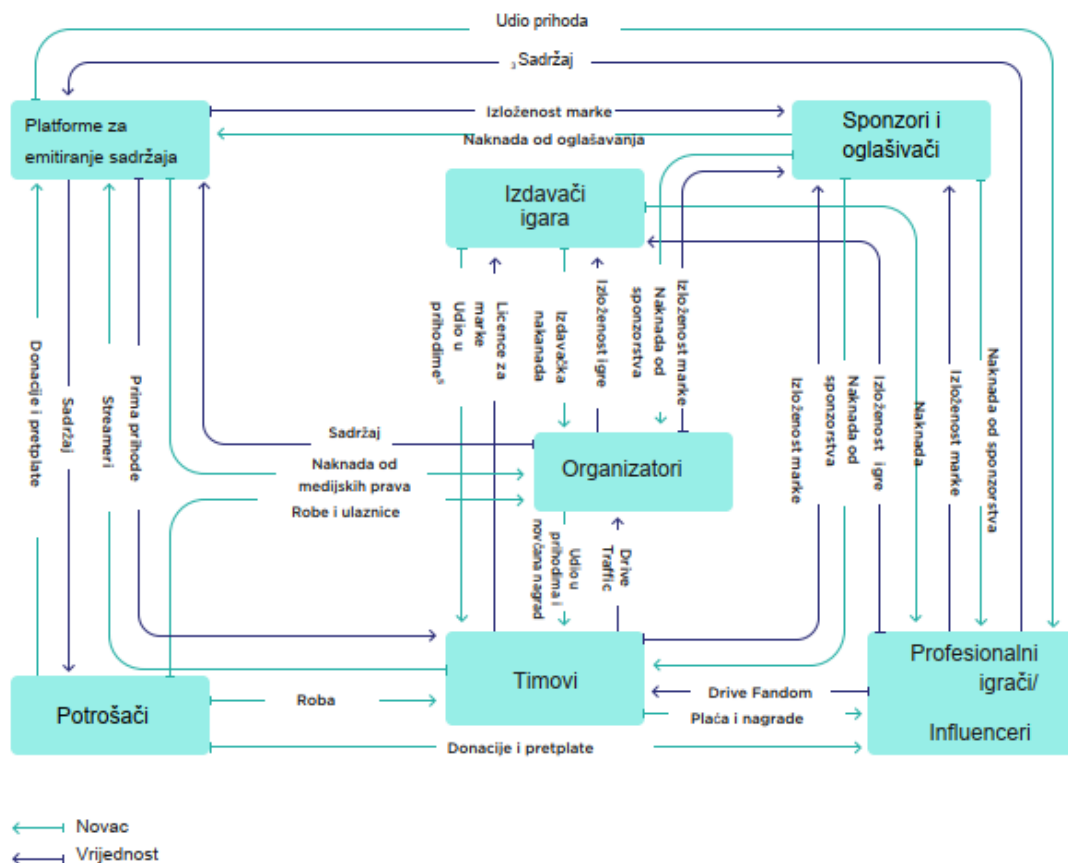 Udio prihoda
3 Sadržaj
Platforme za
emitiranje sadržaja
Izloženost marke
Naknada od oglašavanja
Sponzori i
oglašivači
Izdavači
igara
Donacije i pretplate
Sadržaj
Streameri
Prima prihode
Udio u
prihodime⁵
Licence za
marke
Izdavačka
nakanada
Izloženost igre
Naknada od
sponzorstva
Izloženost marke
Izloženost marke
Naknada od
sponzorstva
Izloženost igre
Naknada
Izloženost marke
Naknada od sponzorstva
Sadržaj
Naknada od
medijskih prava
Robe i ulaznice
Organizatori
Udio u
prihodima i
novčana nagrad
Drive
Traffic
Potrošači
Roba
Timovi
Drive Fandom
Plaća i nagrade
Donacije i pretplate
Profesionalni
igrači/
Influenceri
Novac
Vrijednost